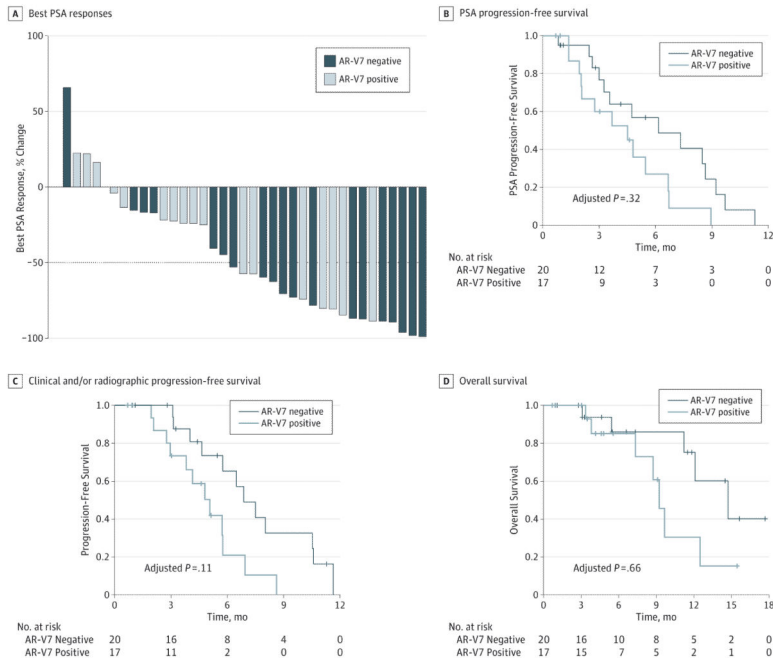 A Best PSA responses
100
50
0
−50
−100
Best PSA Response, % Change
AR-V7 negative
AR-V7 positive
B PSA progression-free survival
1.0
0.8
0.6
0.4
0.2
0
PSA Progression-Free Survival
AR-V7 negative
AR-V7 positive
Adjusted P=.32
0 3 6 9 12
Time, mo
No. at risk
AR-V7 Negative 20 12 7 3 0
AR-V7 Positive 17 9 3 0 0
C Clinical and/or radiographic progression-free survival
1.0
0.8
0.6
0.4
0.2
0
Progression-Free Survival
AR-V7 negative
AR-V7 positive
Adjusted P=.11
0 3 6 9 12
Time, mo
No. at risk
AR-V7 Negative 20 16 8 4 0
AR-V7 Positive 17 11 2 0 0
D Overall survival
1.0
0.8
0.6
0.4
0.2
0
Overall Survival
AR-V7 negative
AR-V7 positive
Adjusted P=.66
0 3 6 9 12 15 18
Time, mo
No. at risk
AR-V7 Negative 20 16 10 8 5 2 0
AR-V7 Positive 17 15 7 5 2 1 0